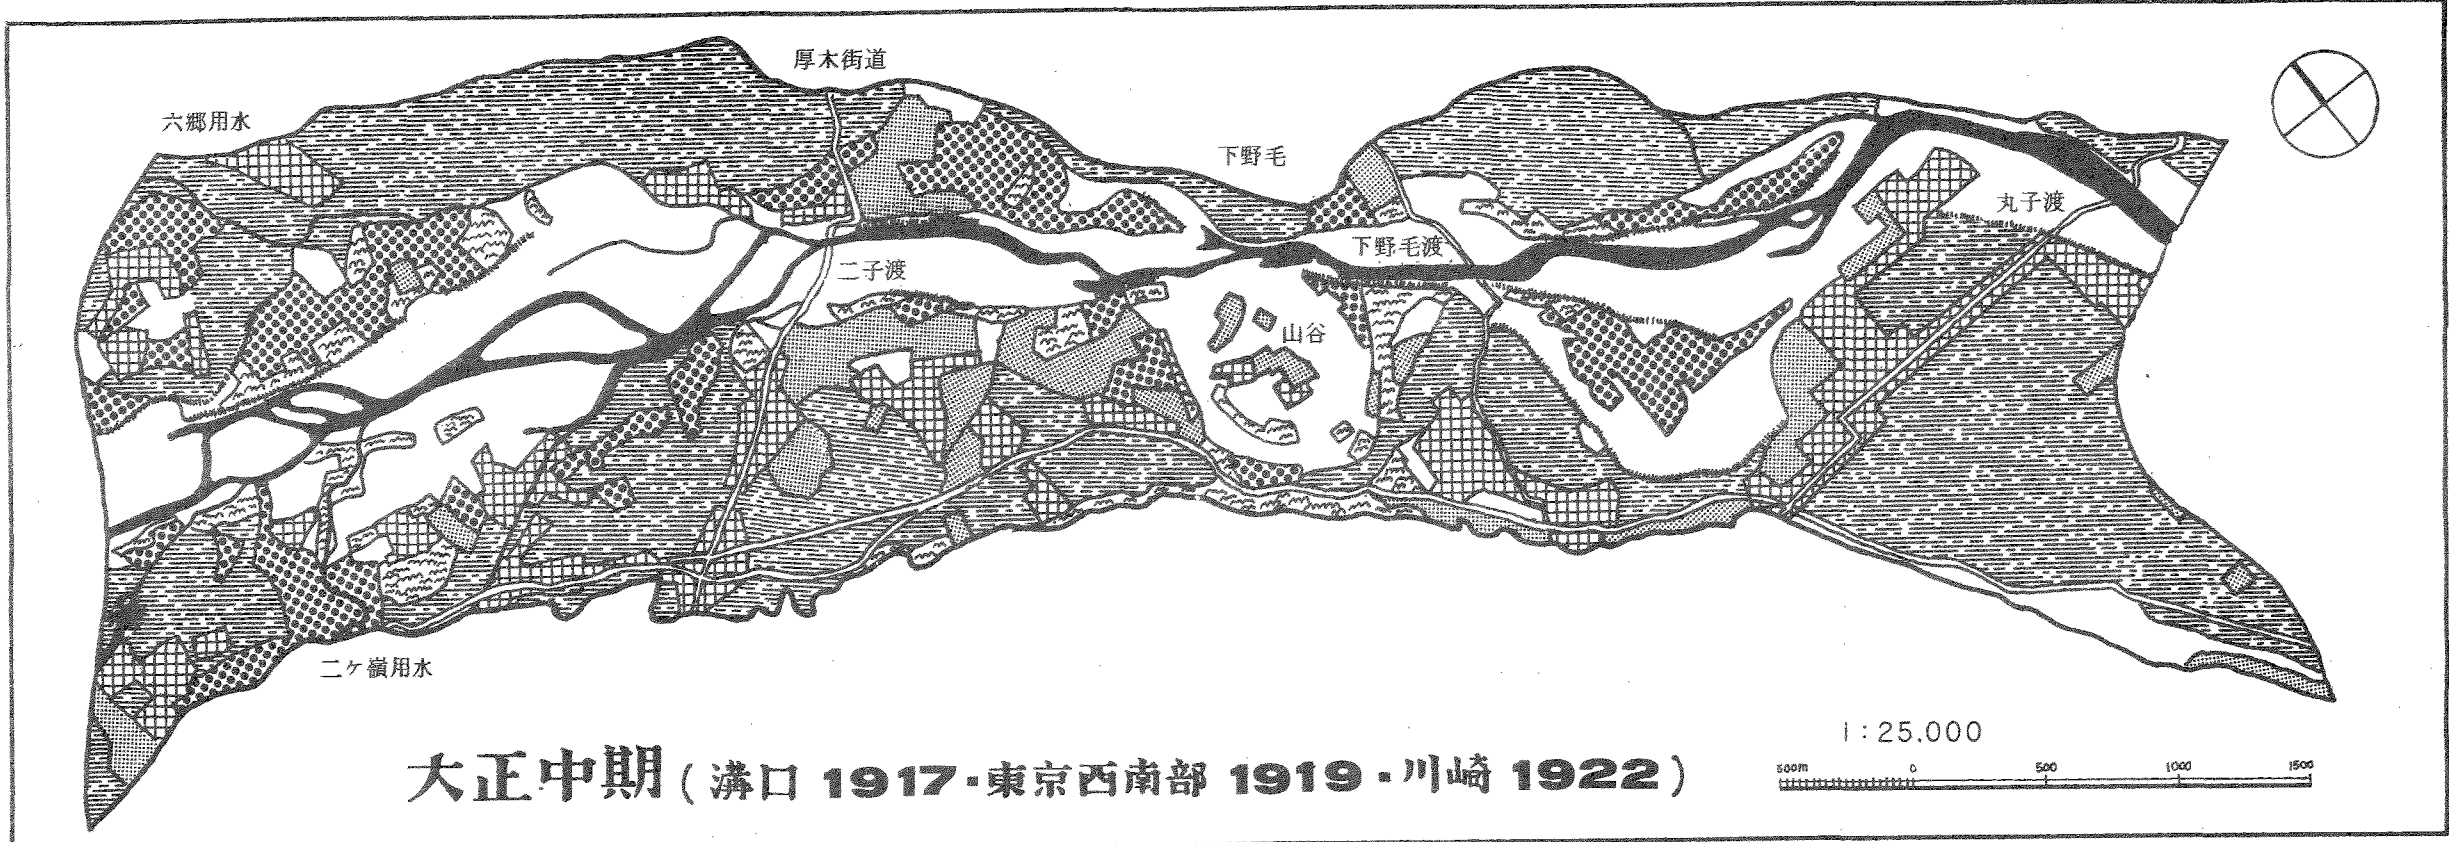 厚木街道
六郷用水
下野毛
丸子渡
下野毛渡
二子渡
山谷
二ケ嶺用水
1:25.000
大正中期(溝口 1917・東京西南部 1919・川崎 1922)
500m 0 500 1000 1500